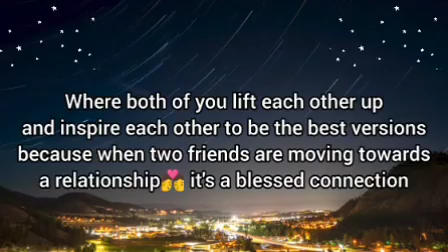 Where both of you lift each other up
and inspire each other to be the best versions
because when two friends are moving towards
a relationship💏 it's a blessed connection